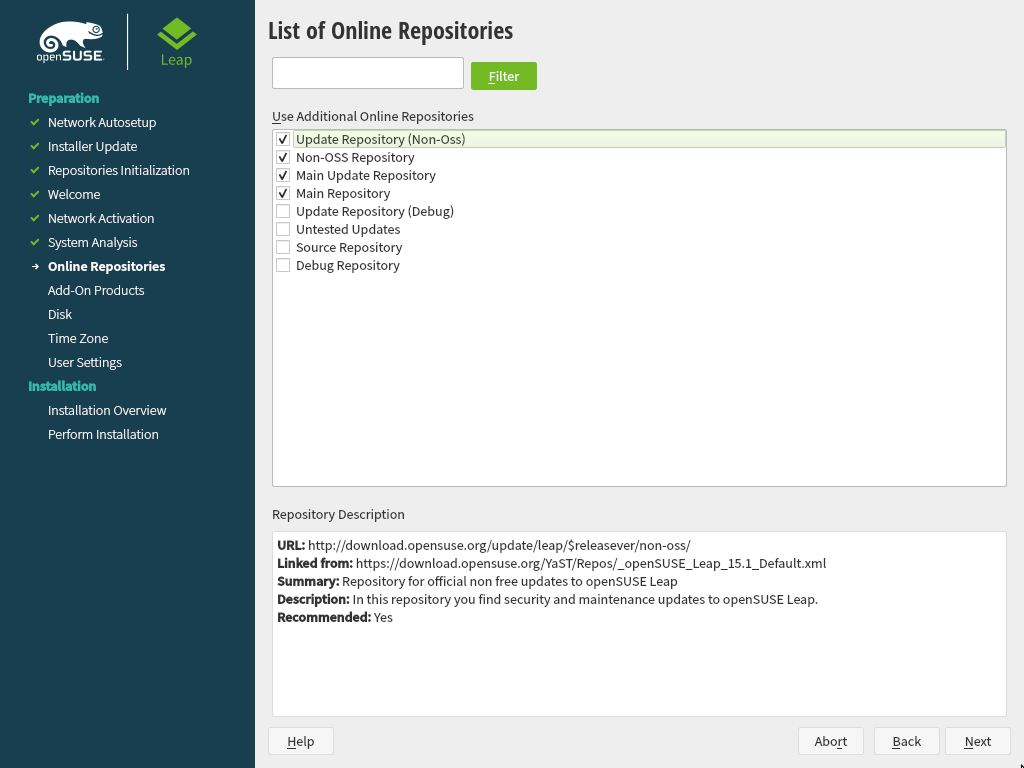 openSUSE
Leap
Preparation
Network Autosetup
Installer Update
Repositories Initialization
Welcome
Network Activation
System Analysis
Online Repositories
Add-On Products
Disk
Time Zone
User Settings
Installation
Installation Overview
Perform Installation
List of Online Repositories
Filter
Use Additional Online Repositories
Update Repository (Non-Oss)
Non-OSS Repository
Main Update Repository
Main Repository
Update Repository (Debug)
Untested Updates
Source Repository
Debug Repository
Repository Description
URL: http://download.opensuse.org/update/leap/$releasever/non-oss/
Linked from: https://download.opensuse.org/YaST/Repos/_openSUSE_Leap_15.1_Default.xml
Summary: Repository for official non free updates to openSUSE Leap
Description: In this repository you find security and maintenance updates to openSUSE Leap.
Recommended: Yes
Help
Abort
Back
Next